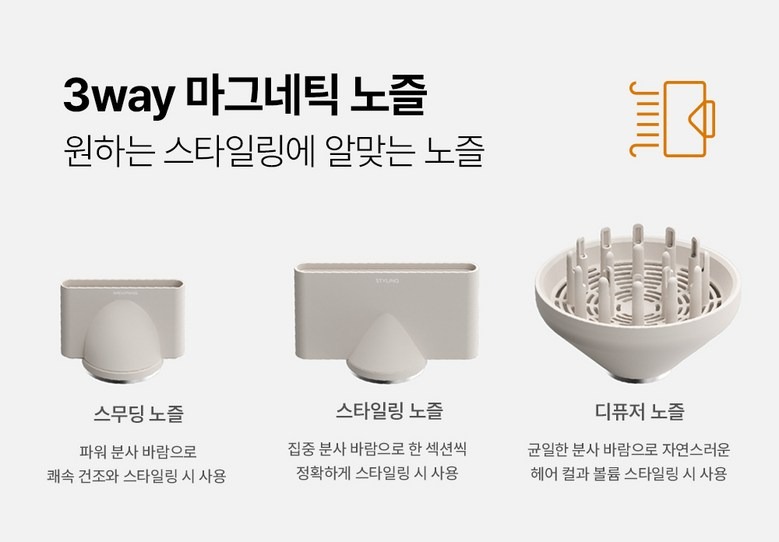 3way 마그네틱 노즐
원하는 스타일링에 알맞는 노즐
STYLING
스무딩 노즐
스타일링 노즐
디퓨저 노즐
파워 분사 바람으로
쾌속 건조와 스타일링 시 사용
집중 분사 바람으로 한 섹션씩
정확하게 스타일링 시 사용
균일한 분사 바람으로 자연스러운
헤어 컬과 볼륨 스타일링 시 사용